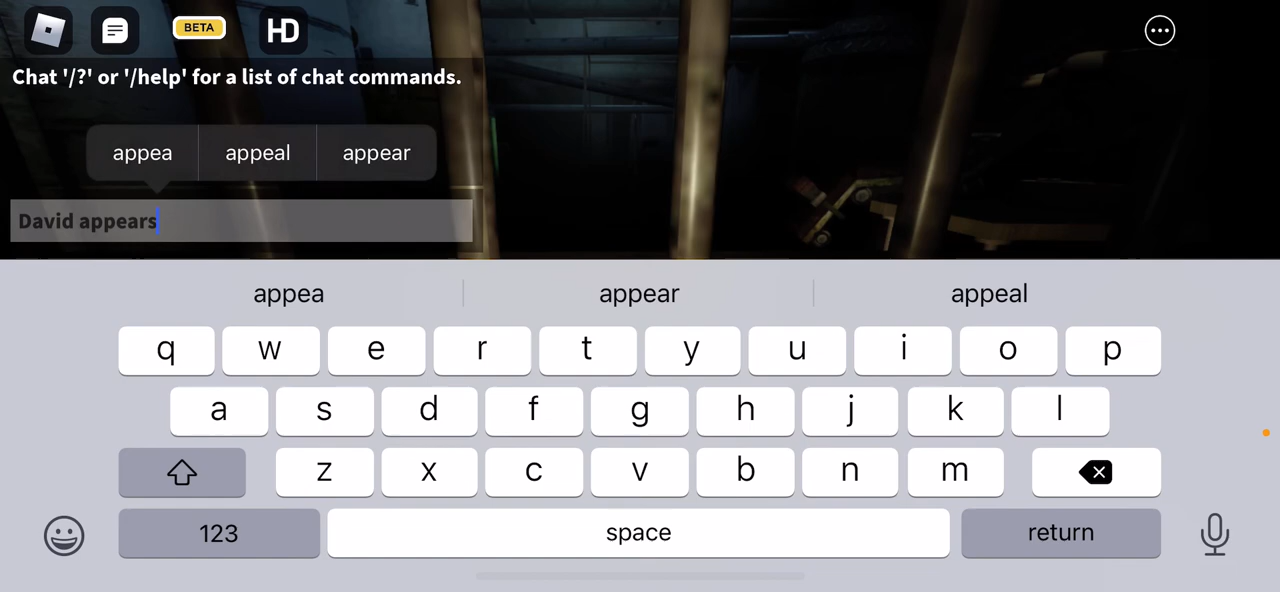 BETA
HD
Chat '/?' or '/help' for a list of chat commands.
appea appeal appear
David appears
appea appear appeal
q w e r t y u i o p
a s d f g h j k l
z x c v b n m
123 space return